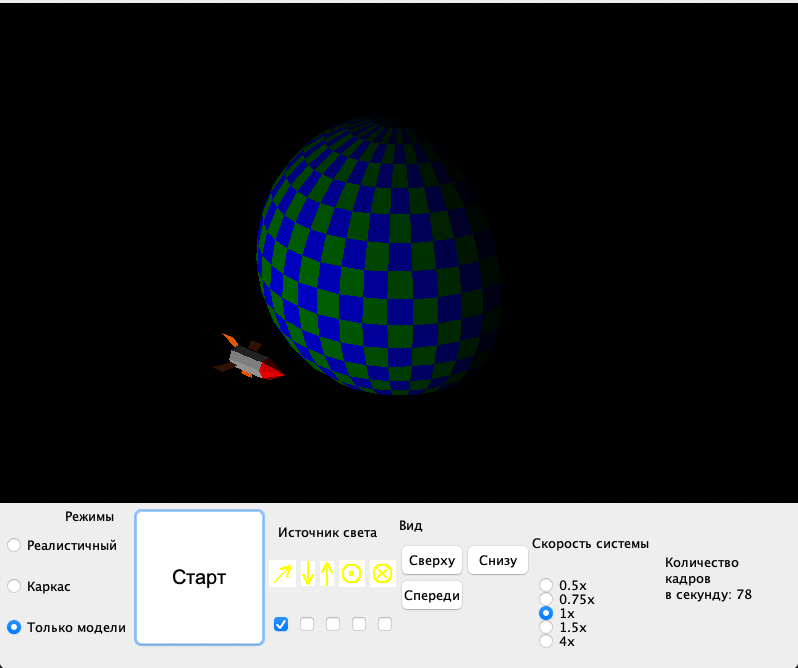 Режимы
Реалистичный
Каркас
Только модели
Старт
Источник света
Вид
Сверху
Снизу
Спереди
Скорость системы
0.5x
0.75x
1x
1.5x
4x
Количество
кадров
в секунду: 78